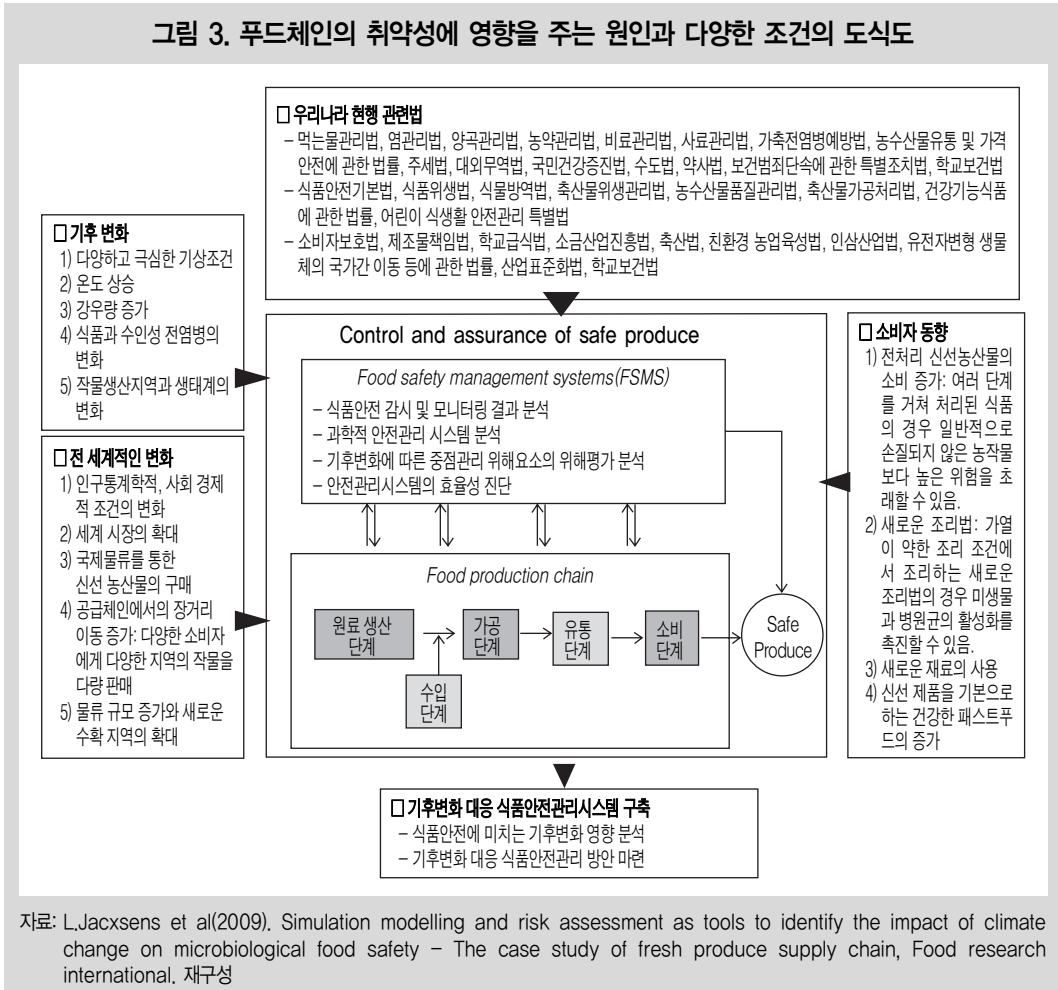 그림 3. 푸드체인의 취약성에 영향을 주는 원인과 다양한 조건의 도식도
□ 우리나라 현행 관련법
– 먹는물관리법, 염관리법, 양곡관리법, 농약관리법, 비료관리법, 사료관리법, 가축전염병예방법, 농수산물유통 및 가격
안전에 관한 법률, 주세법, 대외무역법, 국민건강증진법, 수도법, 약사법, 보건범죄단속에 관한 특별조치법, 학교보건법
– 식품안전기본법, 식품위생법, 식물방역법, 축산물위생관리법, 농수산물품질관리법, 축산물가공처리법, 건강기능식품
에 관한 법률, 어린이 식생활 안전관리 특별법
– 소비자보호법, 제조물책임법, 학교급식법, 소금산업진흥법, 축산법, 친환경 농업육성법, 인삼산업법, 유전자변형 생물
체의 국가간 이동 등에 관한 법률, 산업표준화법, 학교보건법
□ 기후 변화
1) 다양하고 극심한 기상조건
2) 온도 상승
3) 강우량 증가
4) 식품과 수인성 전염병의
변화
5) 작물생산지역과 생태계의
변화
□ 전 세계적인 변화
1) 인구통계학적, 사회 경제
적 조건의 변화
2) 세계 시장의 확대
3) 국제물류를 통한
신선 농산물의 구매
4) 공급체인에서의 장거리
이동 증가: 다양한 소비자
에게 다양한 지역의 작물을
다량 판매
5) 물류 규모 증가와 새로운
수확 지역의 확대
Control and assurance of safe produce
Food safety management systems(FSMS)
– 식품안전 감시 및 모니터링 결과 분석
– 과학적 안전관리 시스템 분석
– 기후변화에 따른 중점관리 위해요소의 위해평가 분석
– 안전관리시스템의 효율성 진단
Food production chain
원료 생산
단계
수입
단계
가공
단계
유통
단계
소비
단계
Safe
Produce
□ 소비자 동향
1) 전처리 신선농산물의
소비 증가: 여러 단계
를 거쳐 처리된 식품
의 경우 일반적으로
손질되지 않은 농작물
보다 높은 위험을 초
래할 수 있음.
2) 새로운 조리법: 가열
이 약한 조리 조건에
서 조리하는 새로운
조리법의 경우 미생물
과 병원균의 활성화를
촉진할 수 있음.
3) 새로운 재료의 사용
4) 신선 제품을 기본으로
하는 건강한 패스트푸
드의 증가
□ 기후변화 대응 식품안전관리시스템 구축
– 식품안전에 미치는 기후변화 영향 분석
– 기후변화 대응 식품안전관리 방안 마련
자료: L.Jacxsens et al(2009). Simulation modelling and risk assessment as tools to identify the impact of climate
change on microbiological food safety – The case study of fresh produce supply chain, Food research
international. 재구성